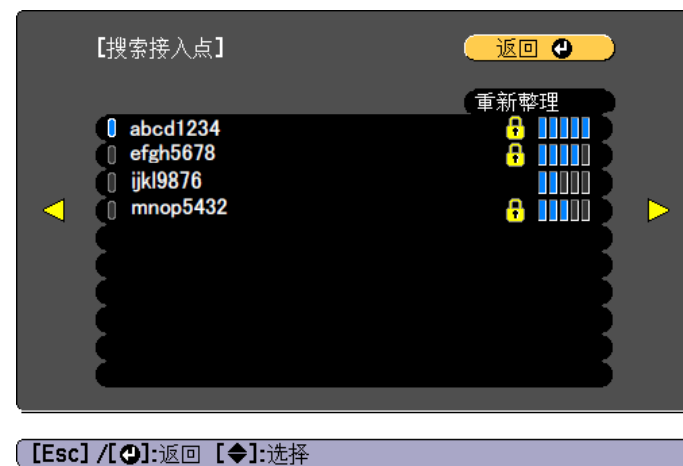 [搜索接入点]
返回
重新整理
abcd1234
efgh5678
ijkl9876
mnop5432
[Esc] /[]:返回 []:选择